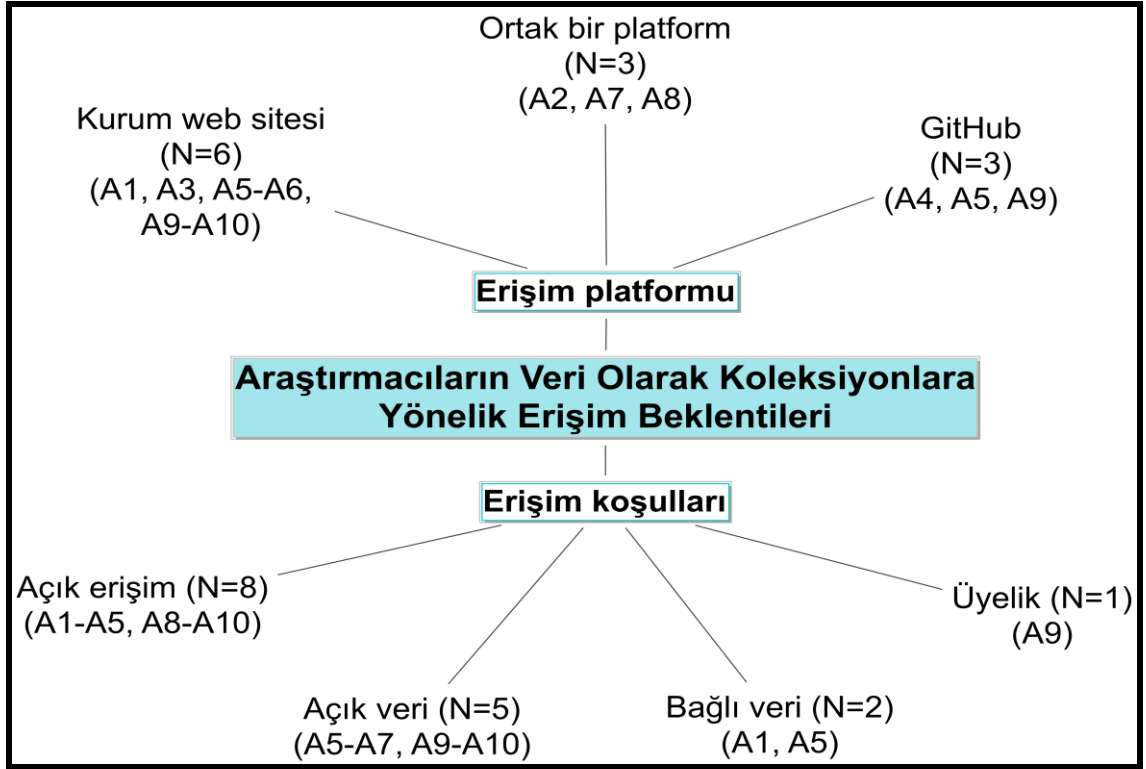 Ortak bir platform
(N=3)
(A2, A7, A8)
Kurum web sitesi
(N=6)
(A1, A3, A5-A6,
A9-A10)
GitHub
(N=3)
(A4, A5, A9)
Erişim platformu
Araştırmacıların Veri Olarak Koleksiyonlara
Yönelik Erişim Beklentileri
Erişim koşulları
Açık erişim (N=8)
(A1-A5, A8-A10)
Üyelik (N=1)
(A9)
Açık veri (N=5)
(A5-A7, A9-A10)
Bağlı veri (N=2)
(A1, A5)